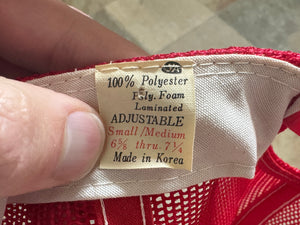 100% Polyester
Poly. Foam
Laminated
ADJUSTABLE
Small/Medium
6⅝ thru 7¼
Made in Korea